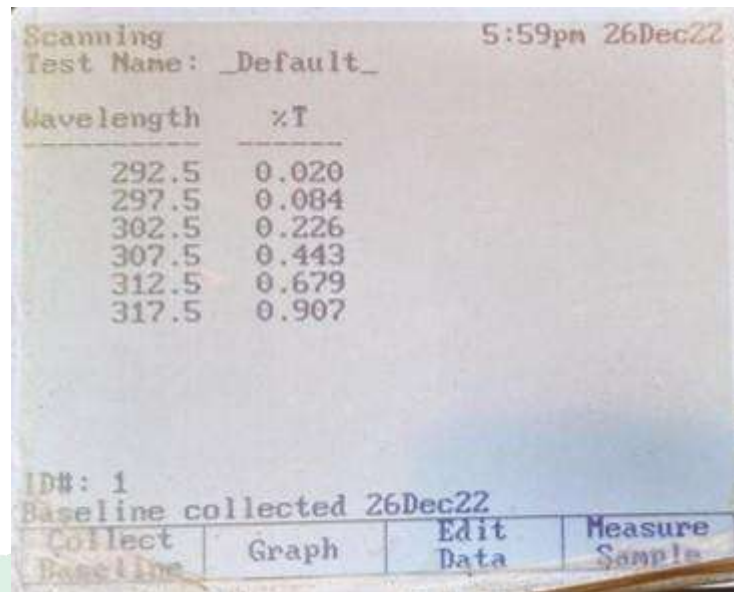 Scanning 5:59pm 26Dec22
Test Name: _Default_
Wavelength %T
---------- ------
292.5 0.020
297.5 0.084
302.5 0.226
307.5 0.443
312.5 0.679
317.5 0.907
ID#: 1
Baseline collected 26Dec22
Collect Baseline
Graph
Edit Data
Measure Sample